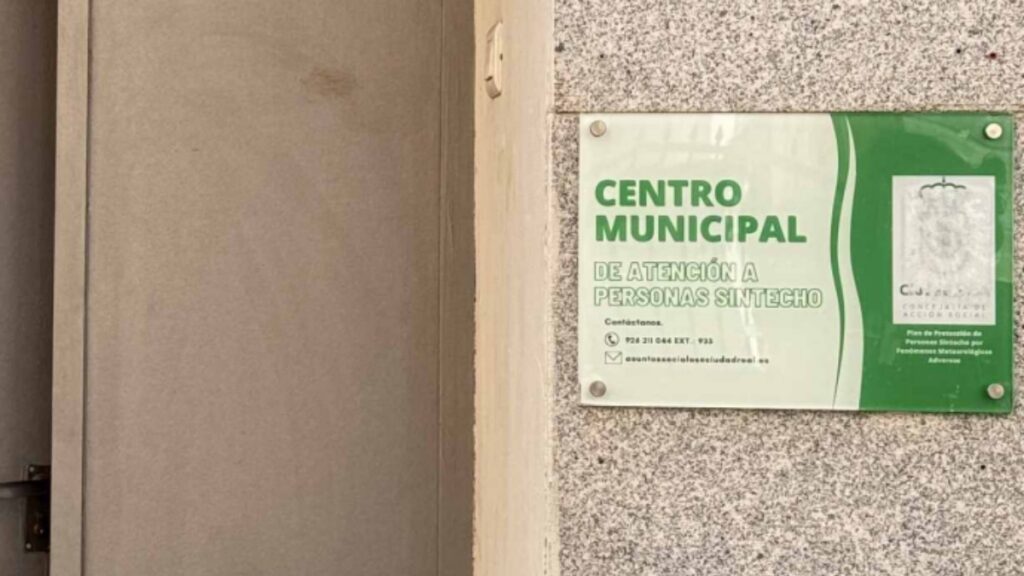 CENTRO
MUNICIPAL
DE ATENCIÓN A
PERSONAS SINTECHO
Contáctanos.
926 211 044 EXT. 935
CONCEJALÍA DE
ACCIÓN SOCIAL
Plan de Protección de
Personas Sintecho por
Fenómenos Meteorológicos
Adversos